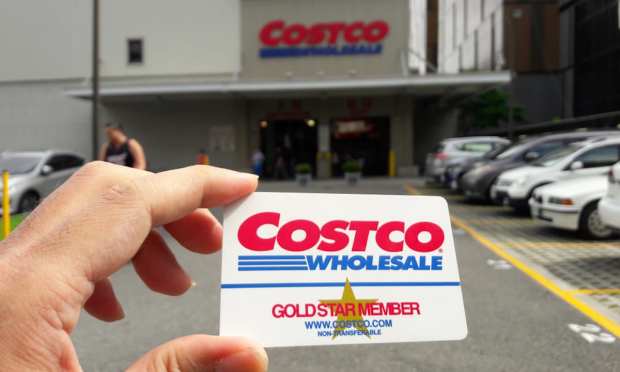 COSTCO
WHOLESALE
COSTCO
WHOLESALE
GOLD STAR MEMBER
WWW.COSTCO.COM
NON-TRANSFERABLE